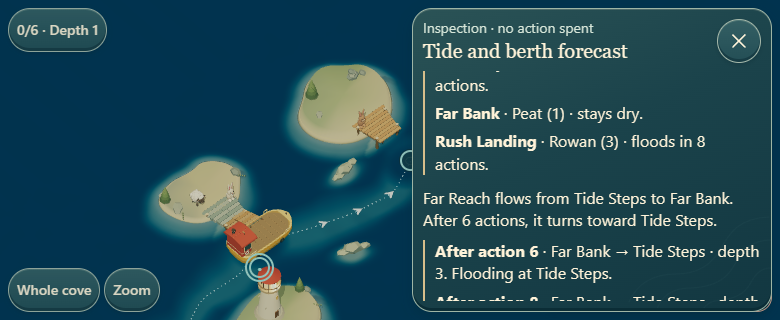 0/6 · Depth 1
Inspection · no action spent
Tide and berth forecast
actions.
Far Bank · Peat (1) · stays dry.
Rush Landing · Rowan (3) · floods in 8
actions.
Far Reach flows from Tide Steps to Far Bank.
After 6 actions, it turns toward Tide Steps.
After action 6 · Far Bank → Tide Steps · depth
3. Flooding at Tide Steps.
Whole cove
Zoom